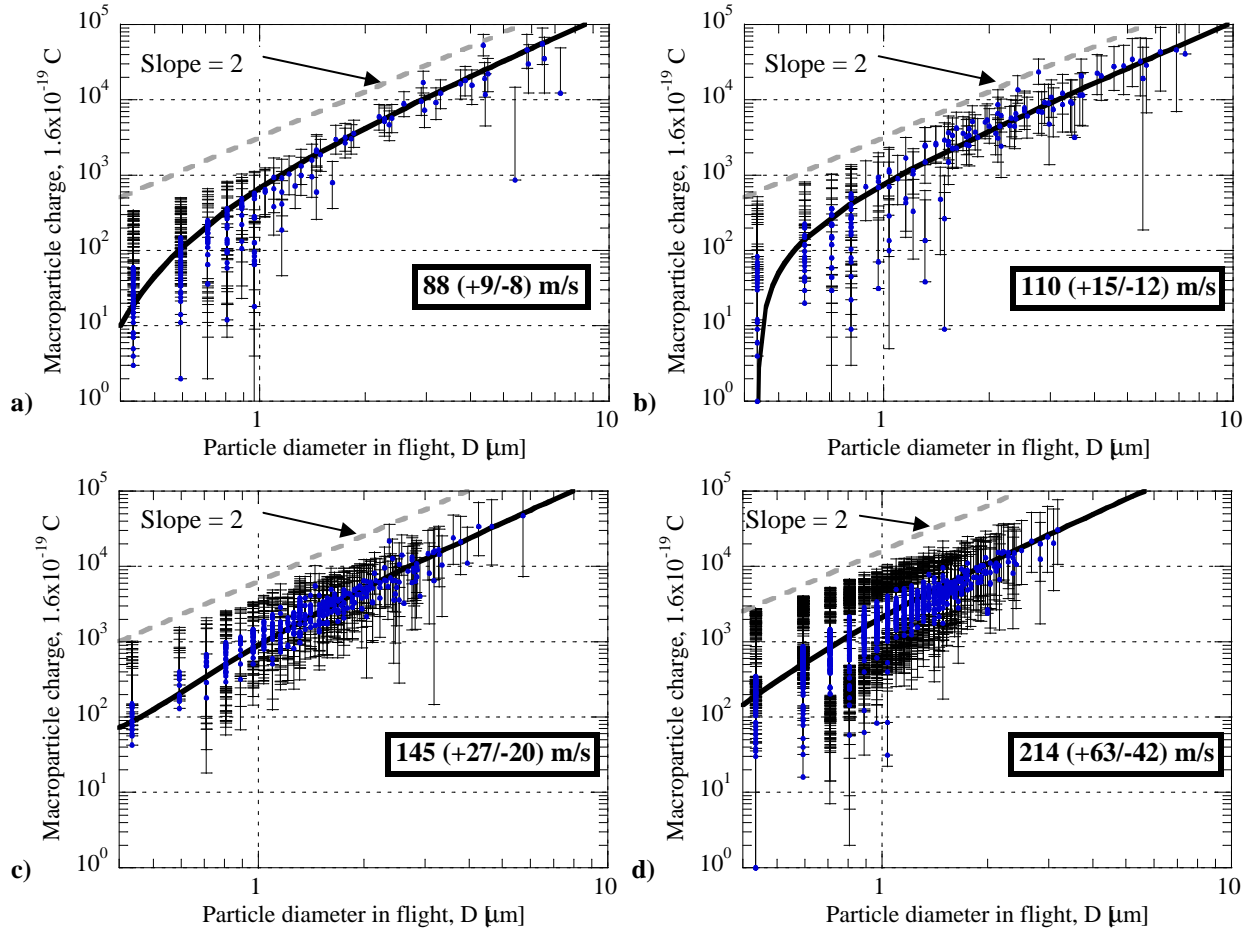 10^5
Slope = 2
10^4
10^3
10^2
10^1
10^0
Macroparticle charge, 1.6x10^-19 C
88 (+9/-8) m/s
a)
1
10
Particle diameter in flight, D [μm]
10^5
Slope = 2
10^4
10^3
10^2
10^1
10^0
Macroparticle charge, 1.6x10^-19 C
110 (+15/-12) m/s
b)
1
10
Particle diameter in flight, D [μm]
10^5
Slope = 2
10^4
10^3
10^2
10^1
10^0
Macroparticle charge, 1.6x10^-19 C
145 (+27/-20) m/s
c)
1
10
Particle diameter in flight, D [μm]
10^5
Slope = 2
10^4
10^3
10^2
10^1
10^0
Macroparticle charge, 1.6x10^-19 C
214 (+63/-42) m/s
d)
1
10
Particle diameter in flight, D [μm]